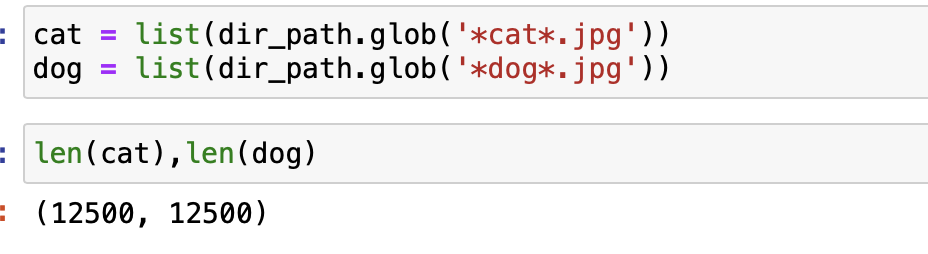 : cat = list(dir_path.glob('*cat*.jpg'))
dog = list(dir_path.glob('*dog*.jpg'))
: len(cat),len(dog)
: (12500, 12500)